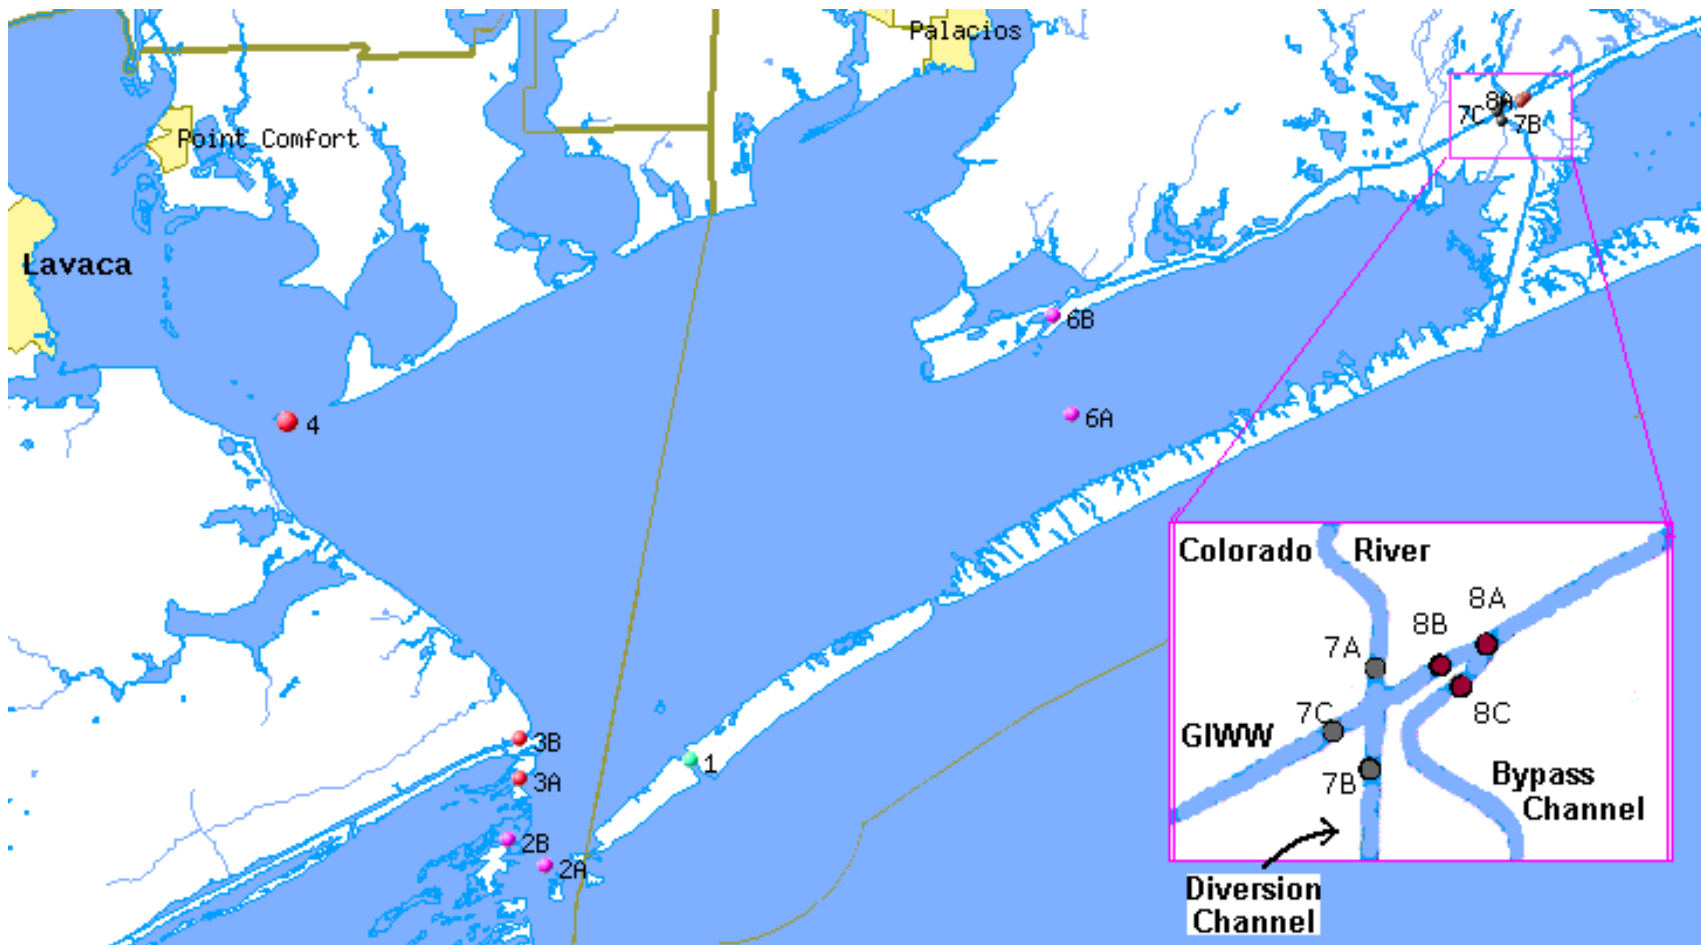 Palacios
8A
7C
7B
Point Comfort
Lavaca
6B
6A
4
Colorado River
8A
8B
7A
7C
8C
GIWW
7B
Bypass
Channel
3B
3A
1
2B
2A
Diversion
Channel